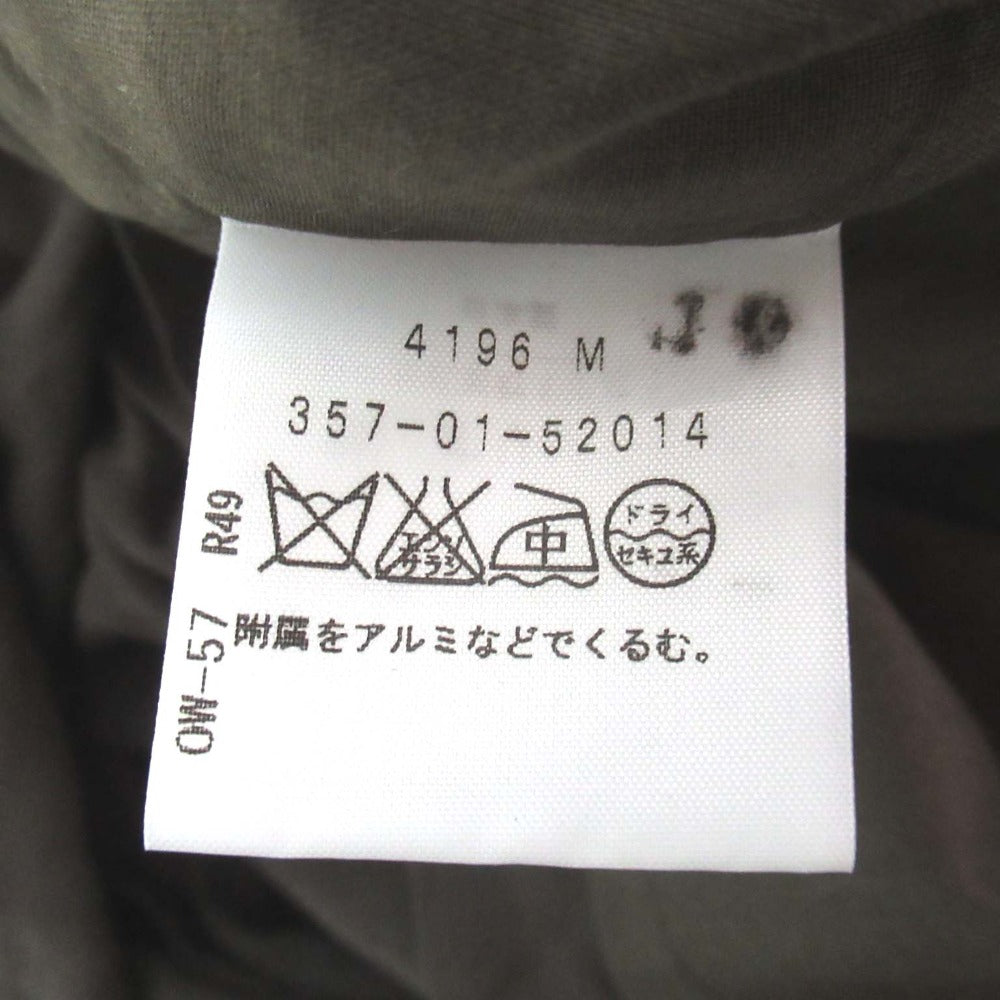 4196 M
357-01-52014
エンソ
サラシ
中
ドライ
セキユ系
附属をアルミなどでくるむ。
OW-57 R49